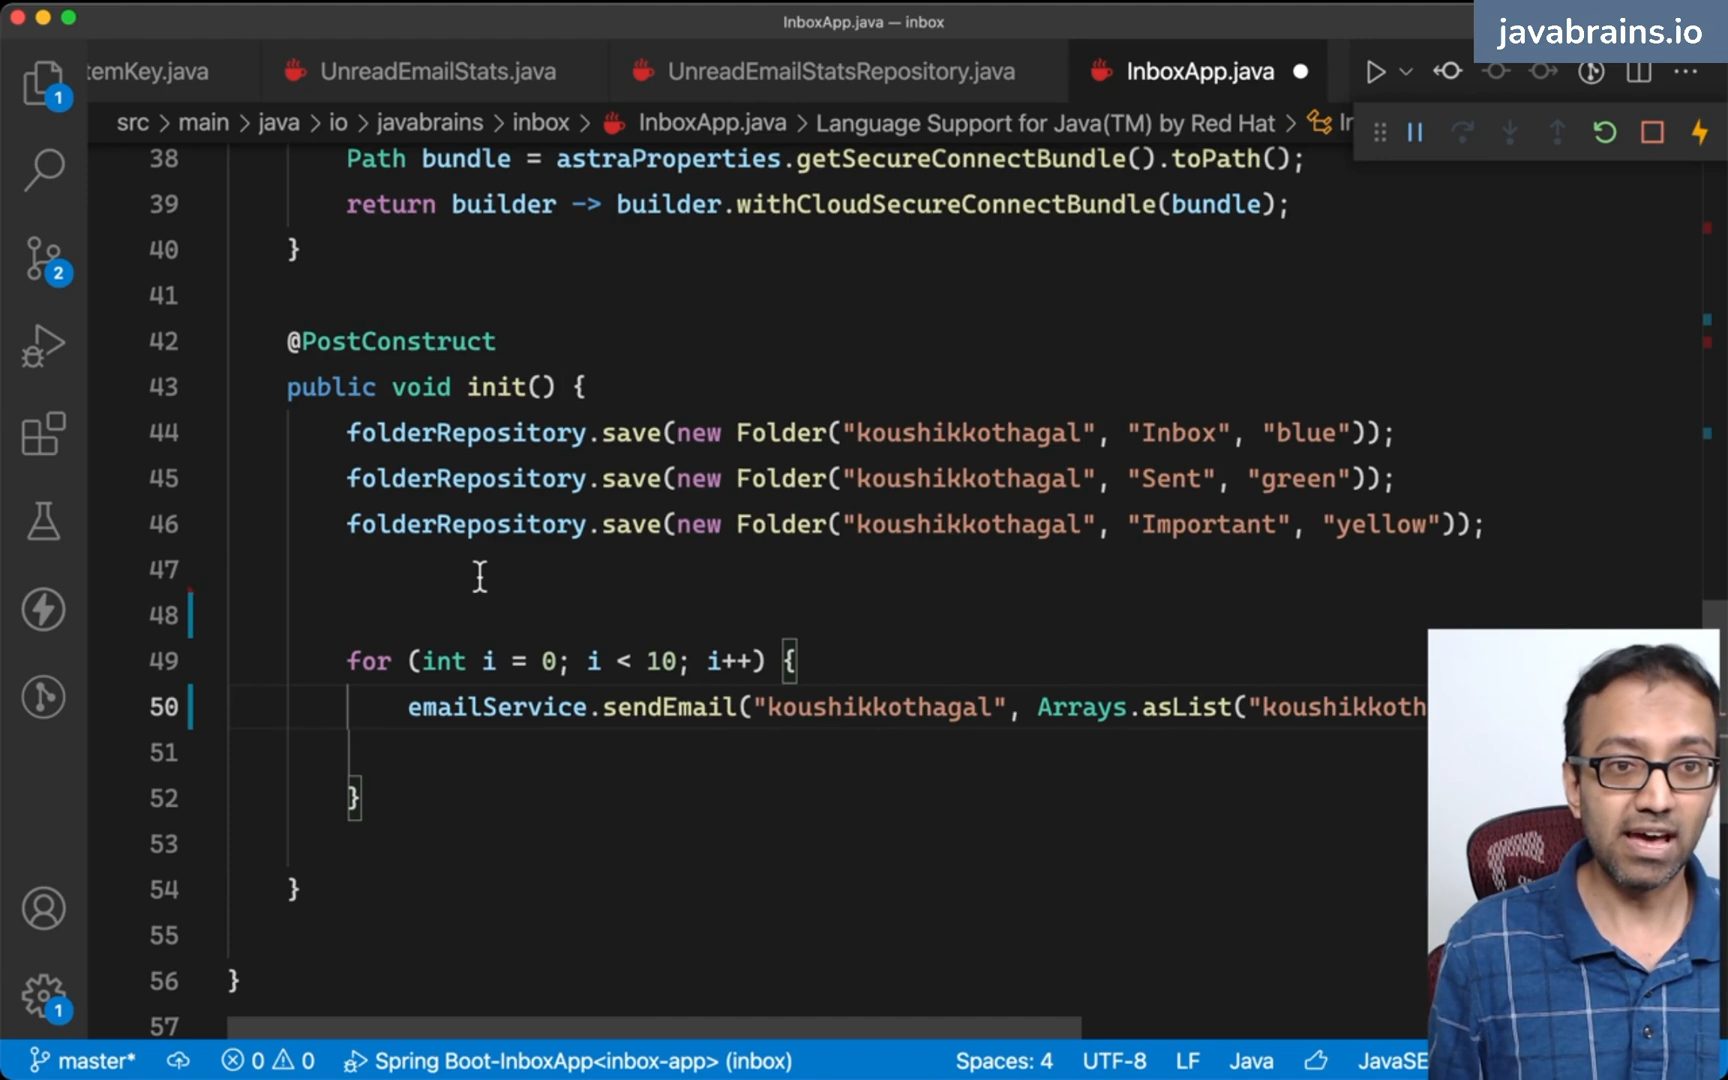 InboxApp.java — inbox
javabrains.io
temKey.java
UnreadEmailStats.java
UnreadEmailStatsRepository.java
InboxApp.java
src > main > java > io > javabrains > inbox > InboxApp.java > Language Support for Java(TM) by Red Hat >
38 Path bundle = astraProperties.getSecureConnectBundle().toPath();
39 return builder -> builder.withCloudSecureConnectBundle(bundle);
40 }
41
42 @PostConstruct
43 public void init() {
44 folderRepository.save(new Folder("koushikkothagal", "Inbox", "blue"));
45 folderRepository.save(new Folder("koushikkothagal", "Sent", "green"));
46 folderRepository.save(new Folder("koushikkothagal", "Important", "yellow"));
47
48
49 for (int i = 0; i < 10; i++) {
50 emailService.sendEmail("koushikkothagal", Arrays.asList("koushikkoth
51
52 }
53
54 }
55
56 }
57
1
2
1
master* 0 0 Spring Boot-InboxApp<inbox-app> (inbox) Spaces: 4 UTF-8 LF Java JavaSE